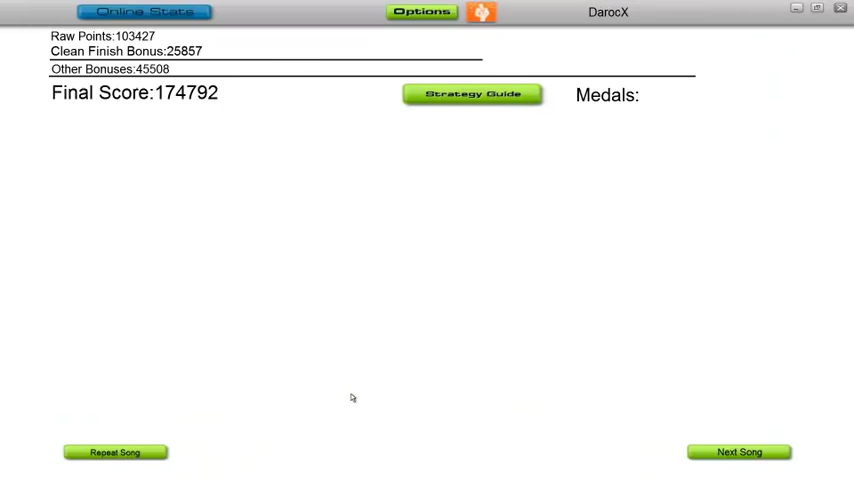 Online Stats Options DarocX
Raw Points:103427
Clean Finish Bonus:25857
Other Bonuses:45508
Final Score:174792 Strategy Guide Medals:
Repeat Song Next Song